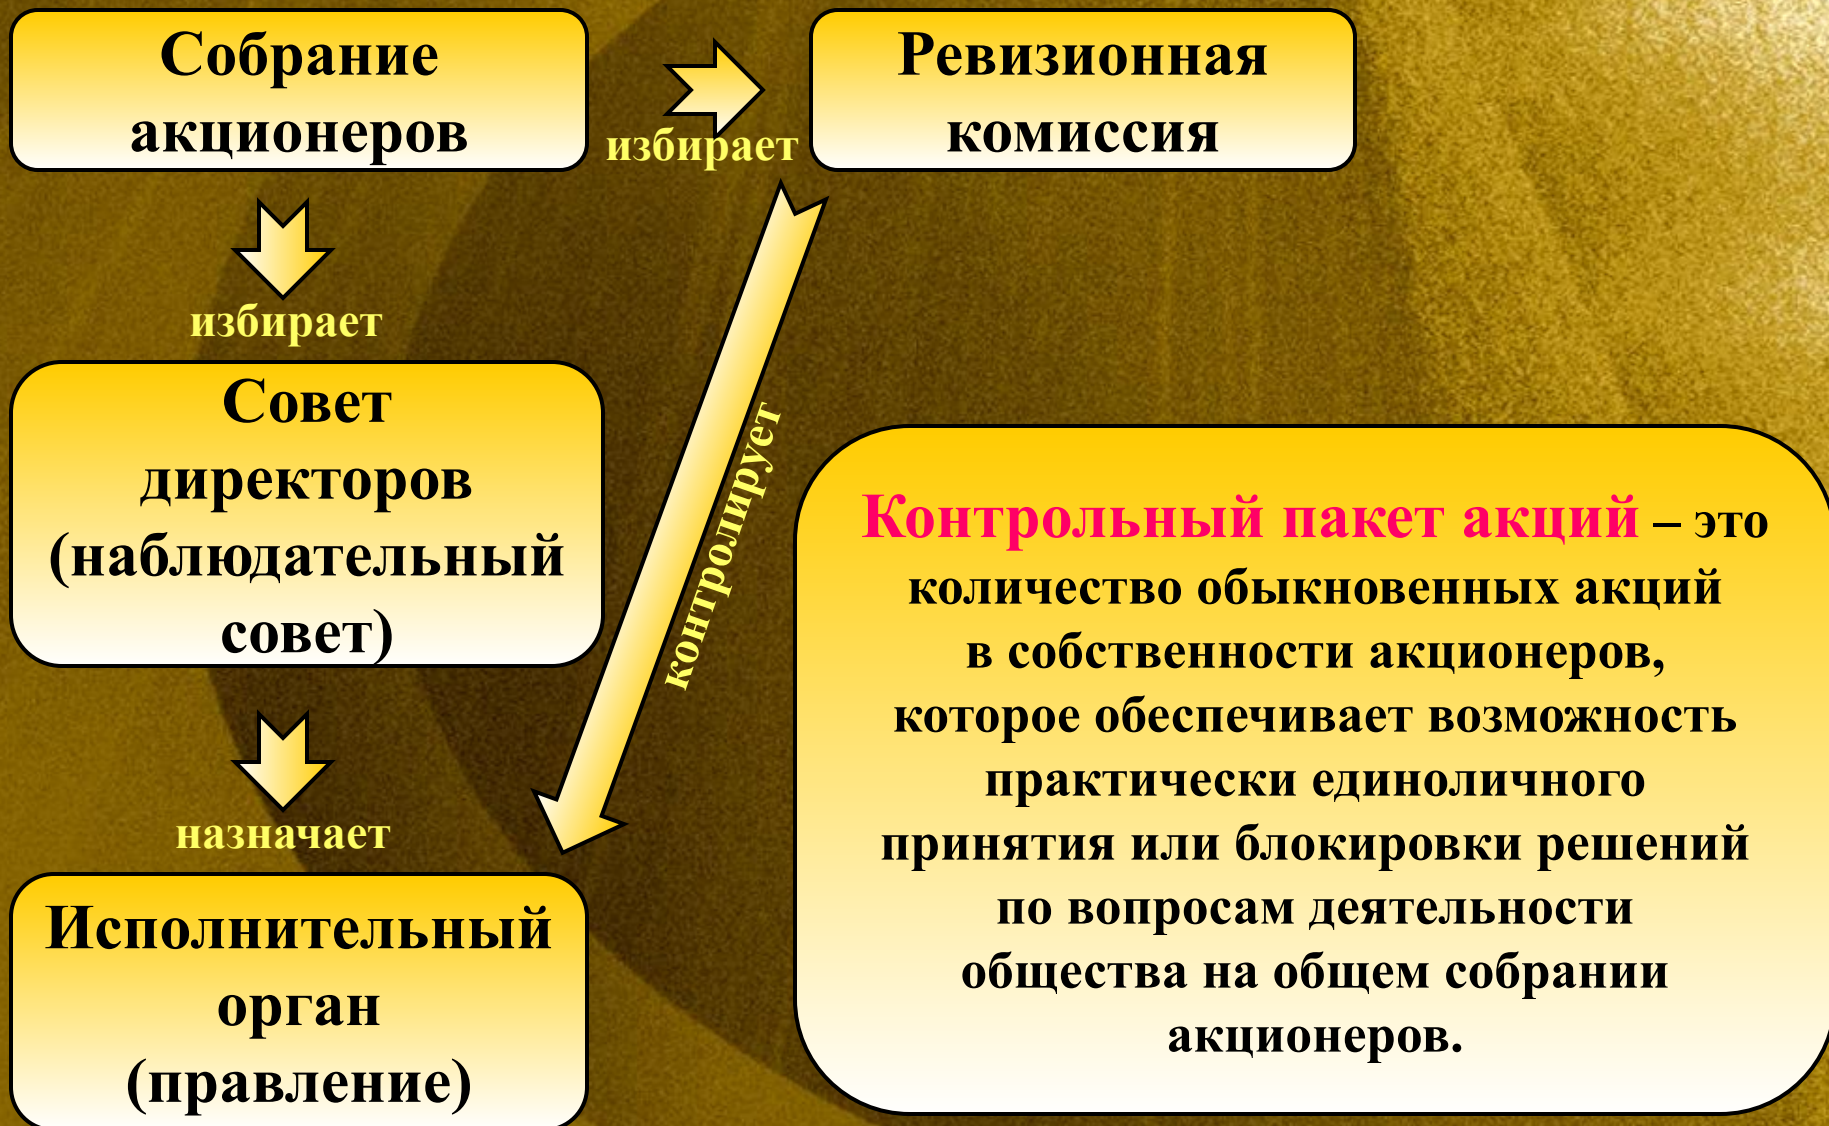 Собрание
акционеров
избирает
Ревизионная
комиссия
избирает
Совет
директоров
(наблюдательный
совет)
контролирует
назначает
Исполнительный
орган
(правление)
Контрольный пакет акций – это
количество обыкновенных акций
в собственности акционеров,
которое обеспечивает возможность
практически единоличного
принятия или блокировки решений
по вопросам деятельности
общества на общем собрании
акционеров.